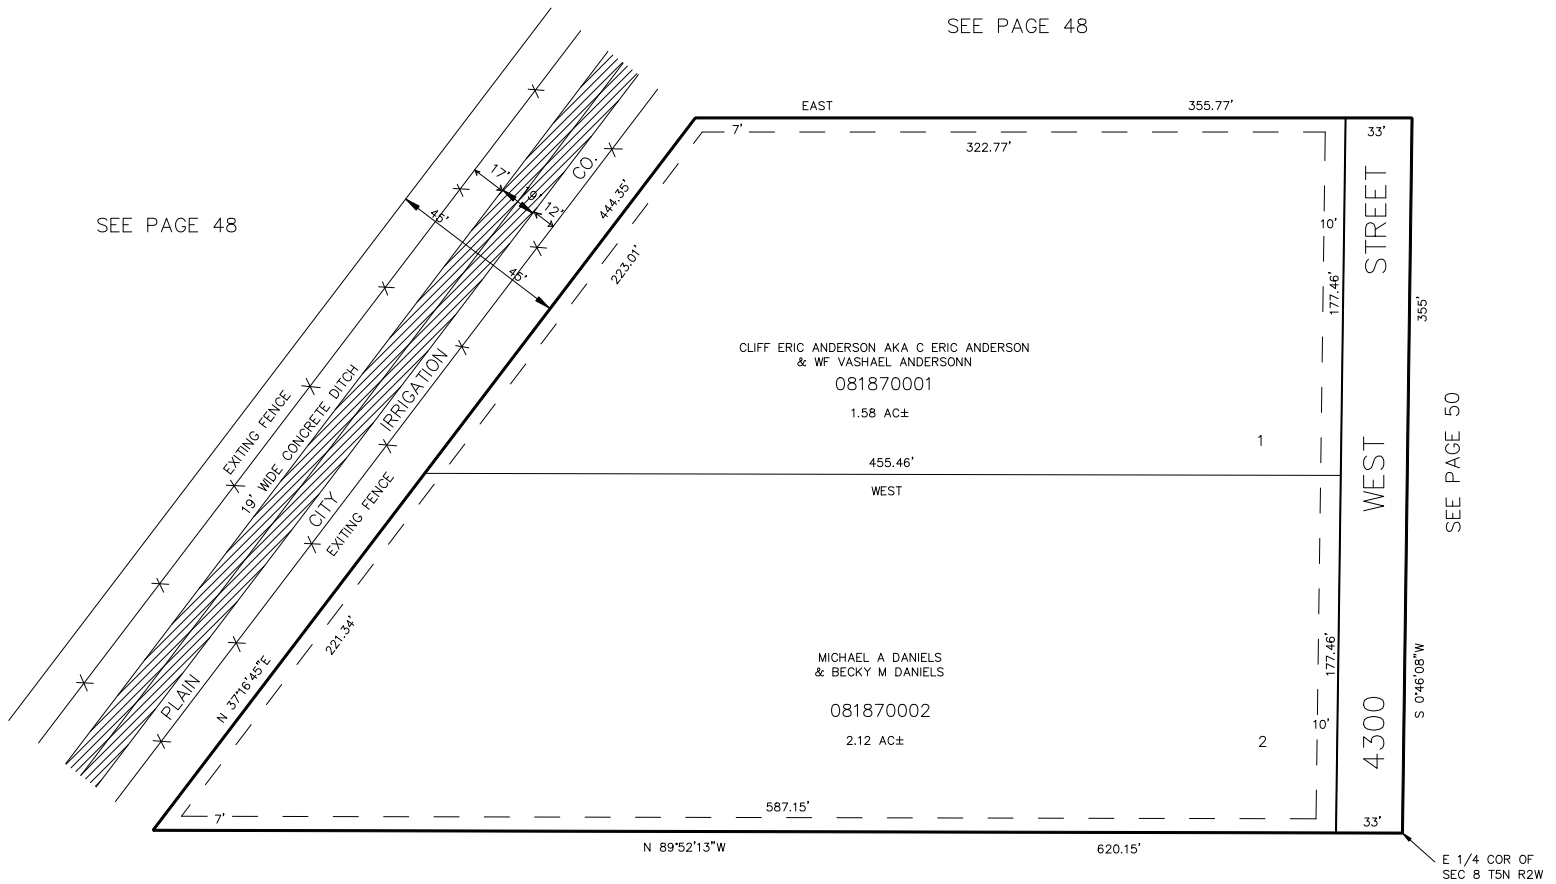 SEE PAGE 48
EAST
355.77'
7'
33'
322.77'
SEE PAGE 48
17'
19'
12'
CO.
444.35'
45'
45'
223.01'
10'
STREET
177.46'
355'
CLIFF ERIC ANDERSON AKA C ERIC ANDERSON
& WF VASHAEL ANDERSONN
081870001
1.58 AC±
1
EXITING FENCE
19' WIDE CONCRETE DITCH
IRRIGATION
455.46'
WEST
WEST
SEE PAGE 50
CITY
EXITING FENCE
221.34'
MICHAEL A DANIELS
& BECKY M DANIELS
081870002
2.12 AC±
2
177.46'
10'
4300
S 0°46'08"W
PLAIN
N 37°16'45"E
7'
587.15'
33'
N 89°52'13"W
620.15'
E 1/4 COR OF
SEC 8 T5N R2W